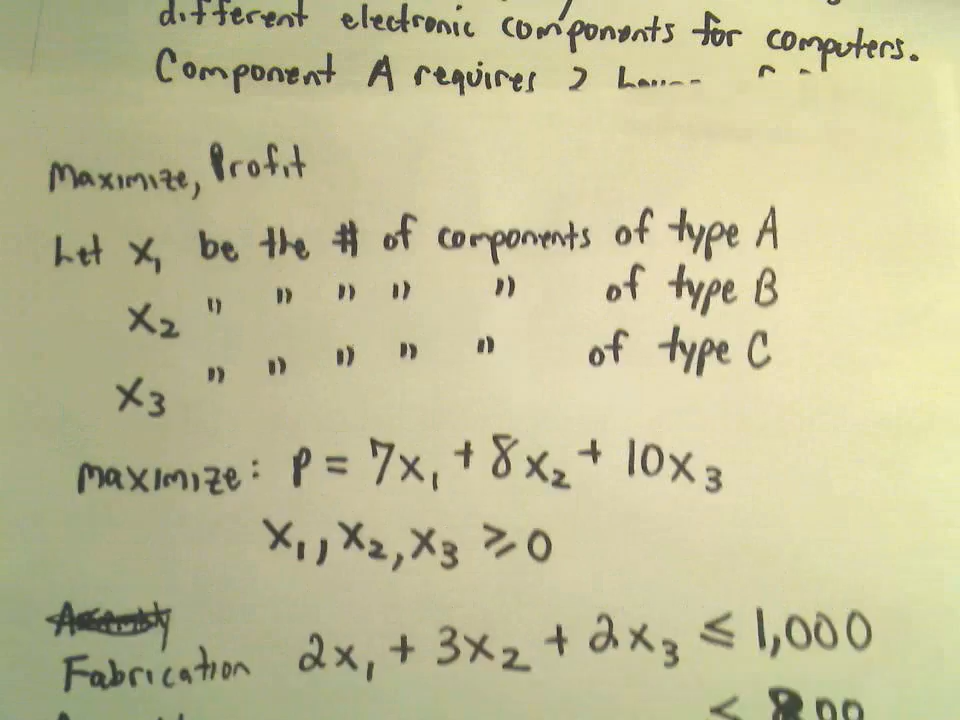 different electronic components for computers.
Component A requires 2
Maximize, Profit
Let x₁ be the # of components of type A
x₂ " " " " " of type B
x₃ " " " " " of type C
Maximize: P = 7x₁ + 8x₂ + 10x₃
x₁, x₂, x₃ ≥ 0
Fabrication 2x₁ + 3x₂ + 2x₃ ≤ 1,000
≤ 800